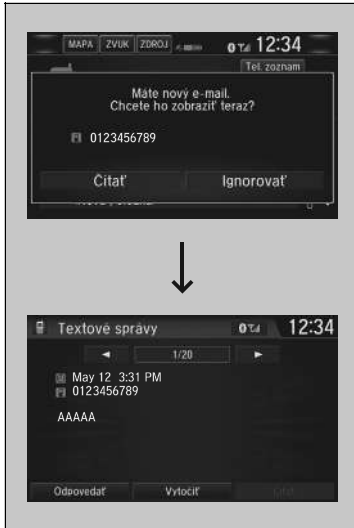 MAPA ZVUK ZDROJ 12:34
Tel. zoznam
Máte nový e-mail.
Chcete ho zobraziť teraz?
0123456789
Čítať Ignorovať
Textové správy 12:34
1/20
May 12 3:31 PM
0123456789
AAAAA
Odpovedať Vytočiť Čítať